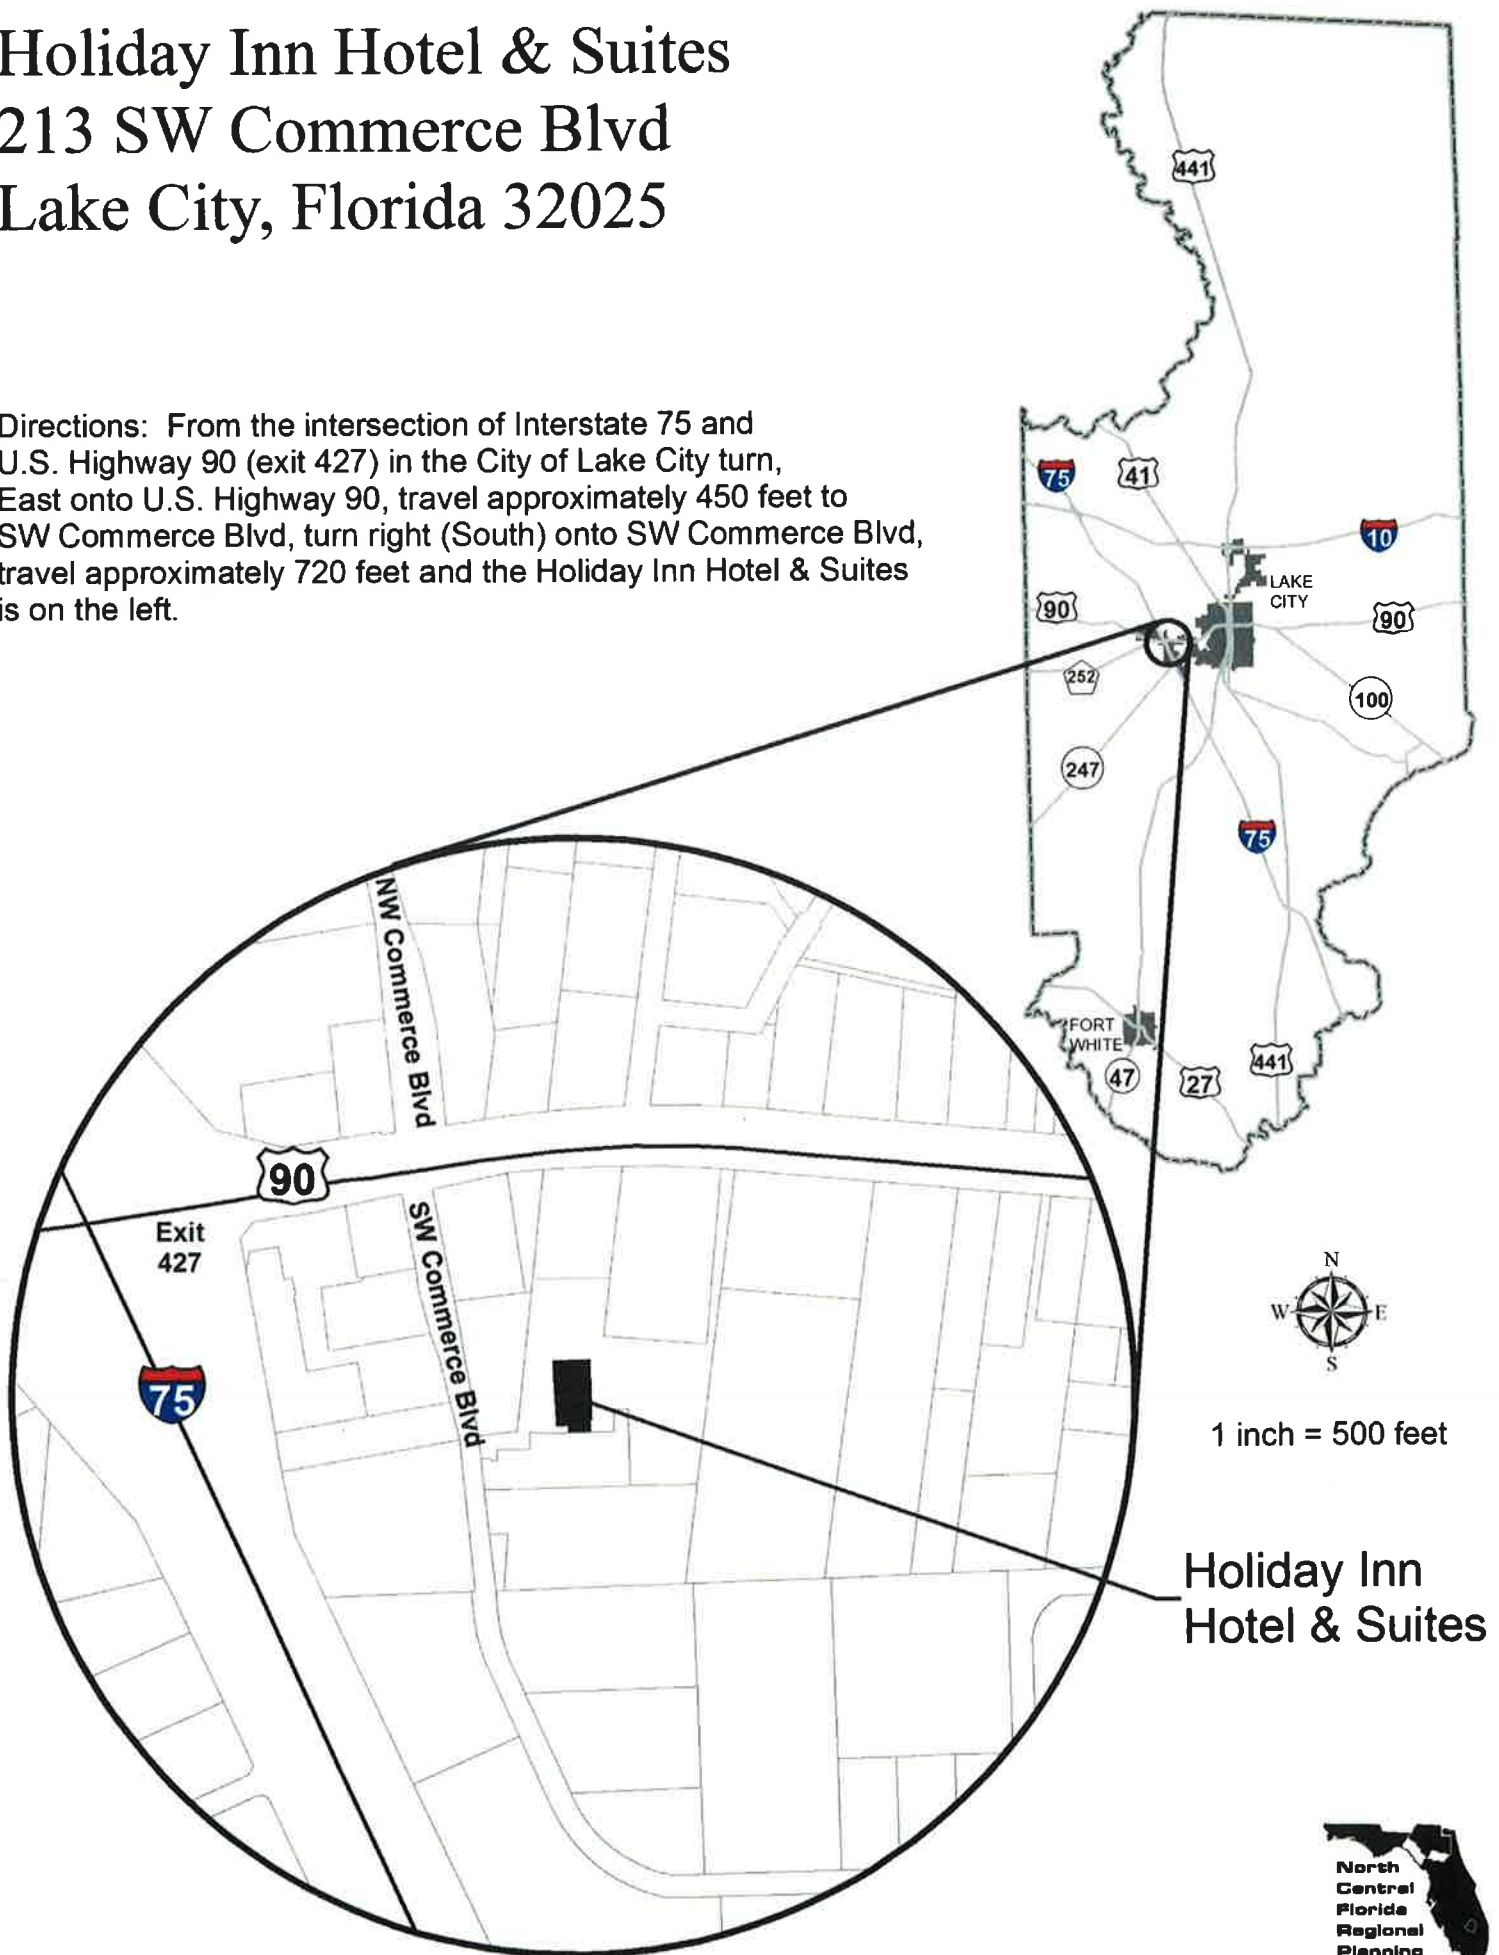 Holiday Inn Hotel & Suites
213 SW Commerce Blvd
Lake City, Florida 32025
Directions: From the intersection of Interstate 75 and
U.S. Highway 90 (exit 427) in the City of Lake City turn,
East onto U.S. Highway 90, travel approximately 450 feet to
SW Commerce Blvd, turn right (South) onto SW Commerce Blvd,
travel approximately 720 feet and the Holiday Inn Hotel & Suites
is on the left.
441
75
41
10
LAKE
CITY
90
90
252
100
247
75
FORT
WHITE
47
27
441
NW Commerce Blvd
90
Exit
427
SW Commerce Blvd
75
N
W
E
S
1 inch = 500 feet
Holiday Inn
Hotel & Suites
North
Central
Florida
Regional
Planning